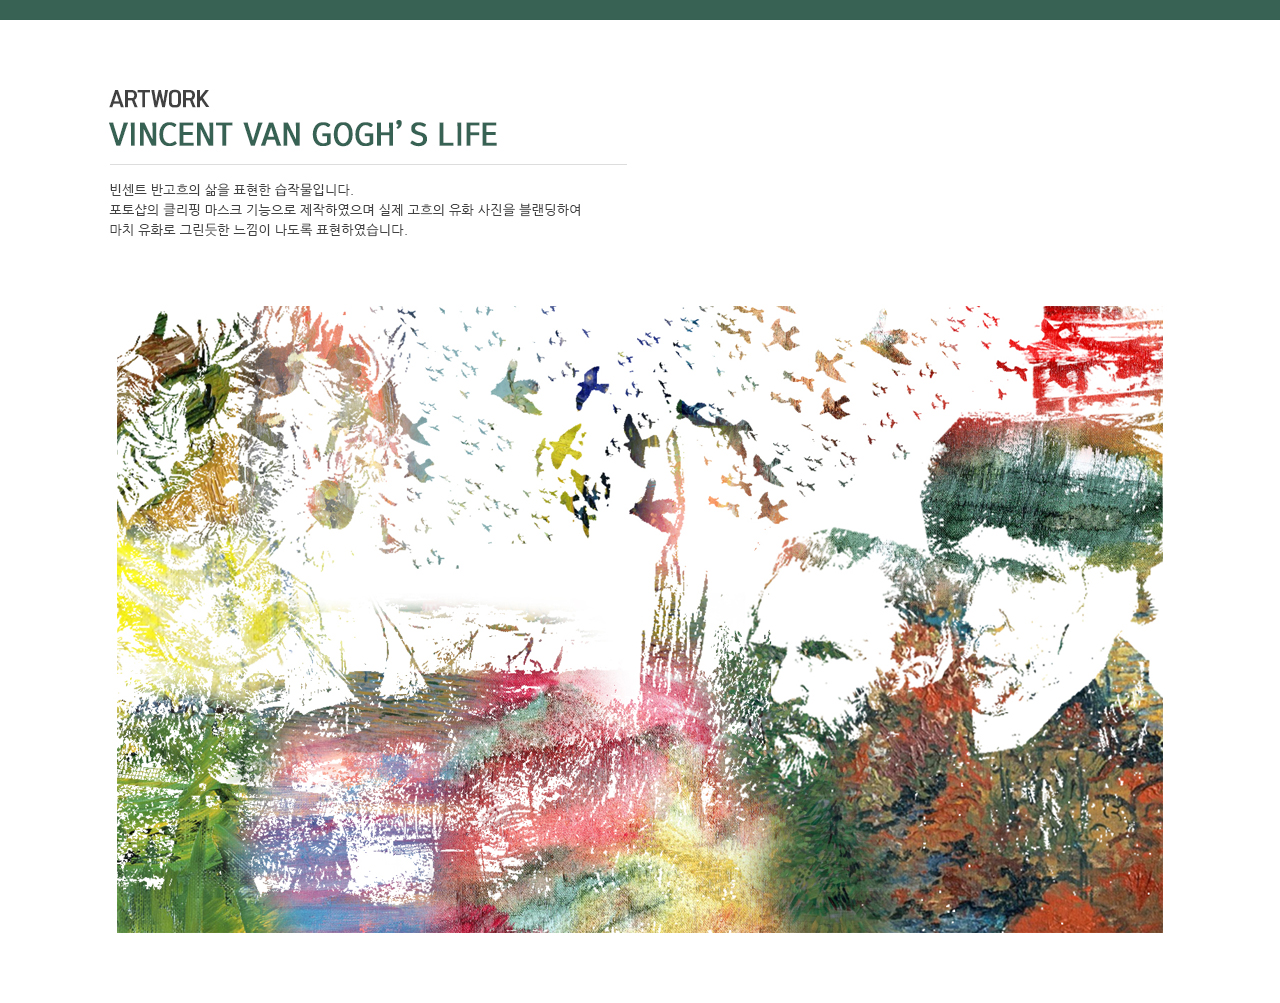 ARTWORK
VINCENT VAN GOGH’S LIFE
빈센트 반고흐의 삶을 표현한 습작물입니다.
포토샵의 클리핑 마스크 기능으로 제작하였으며 실제 고흐의 유화 사진을 블랜딩하여
마치 유화로 그린듯한 느낌이 나도록 표현하였습니다.